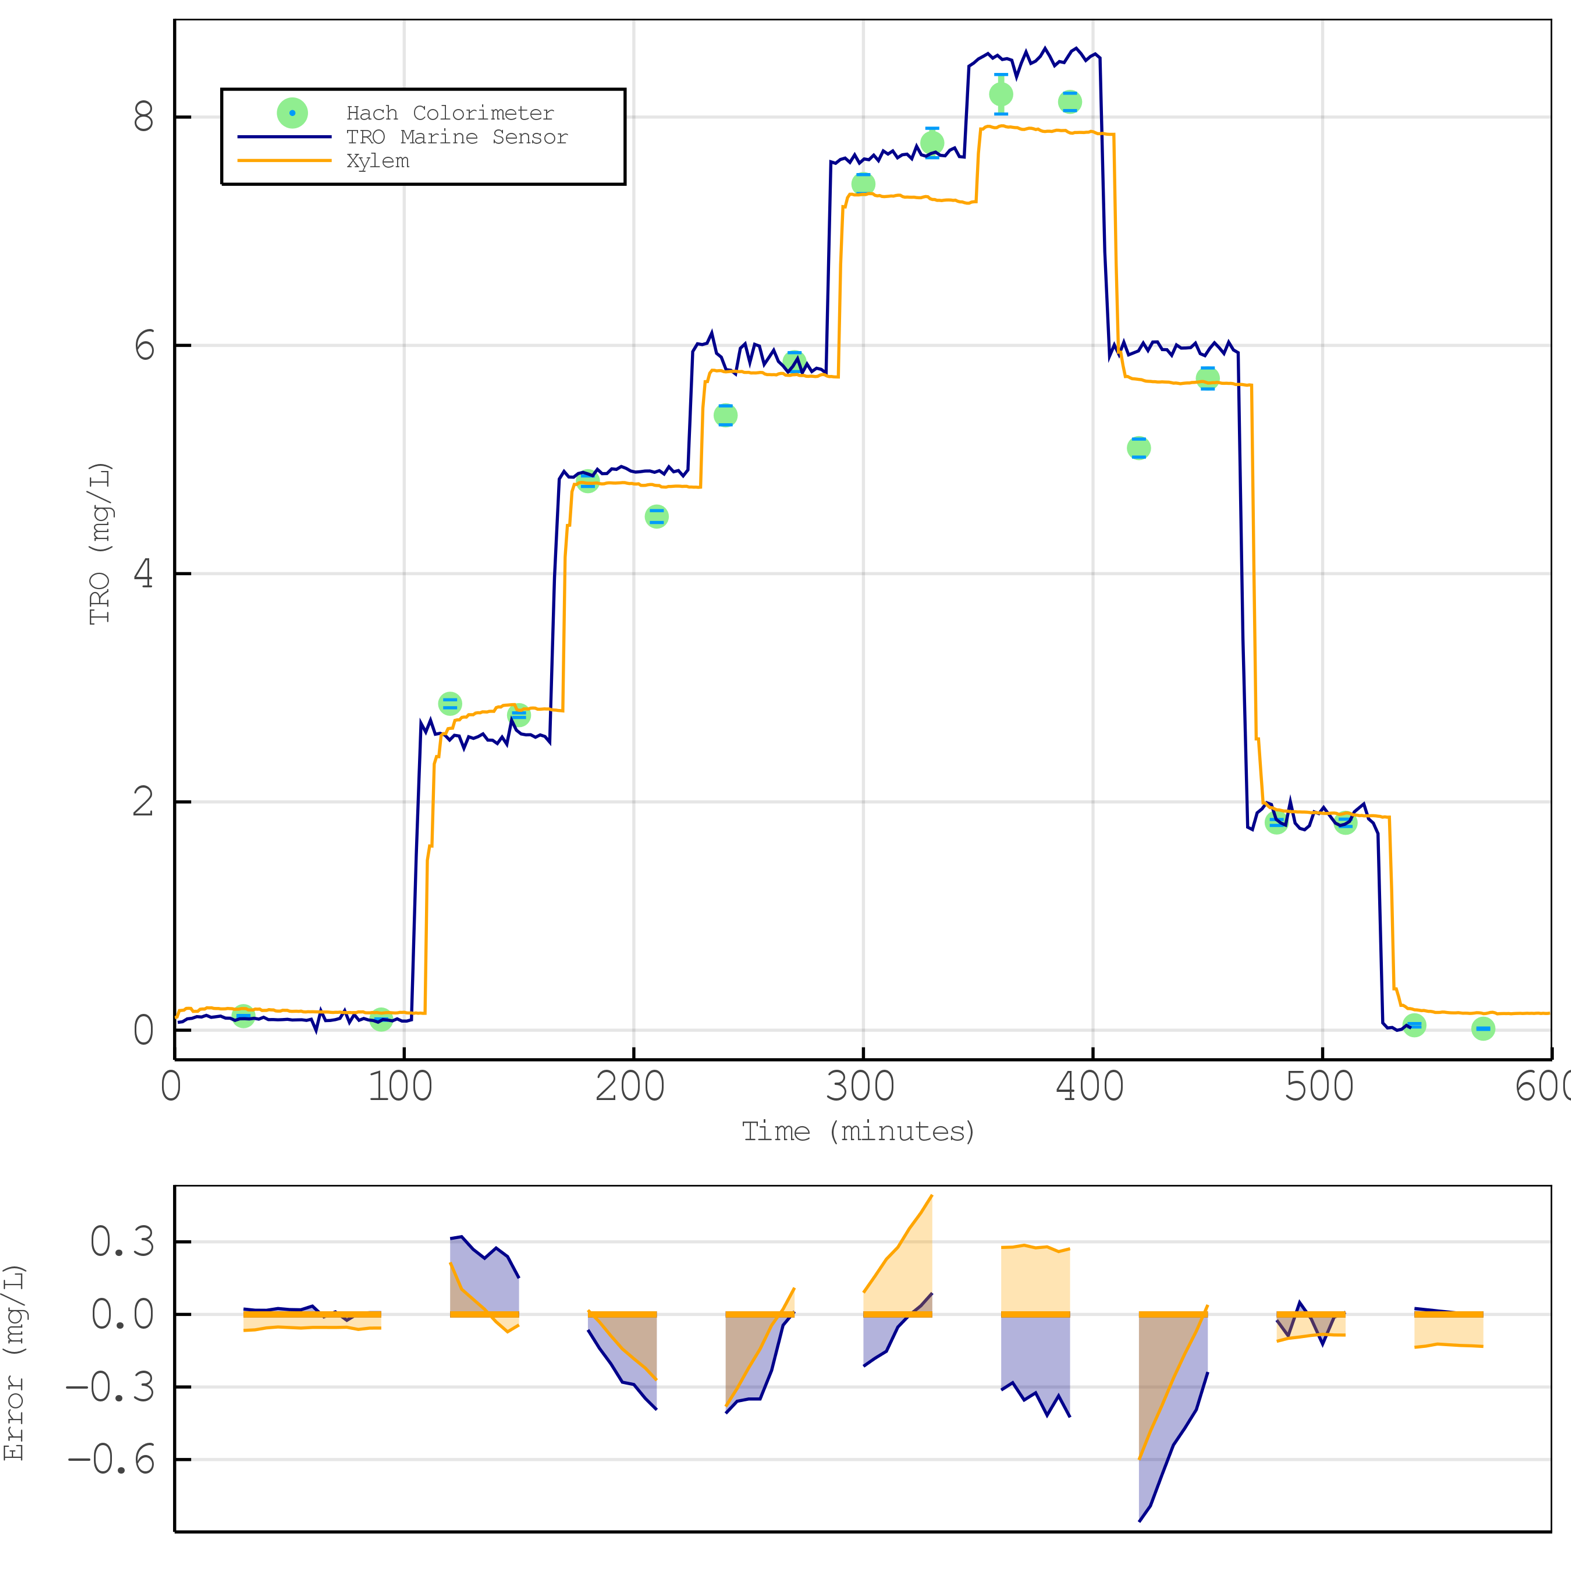 Hach Colorimeter
TRO Marine Sensor
Xylem
8
6
4
2
0
TRO (mg/L)
0 100 200 300 400 500 600
Time (minutes)
0.3
0.0
−0.3
−0.6
Error (mg/L)